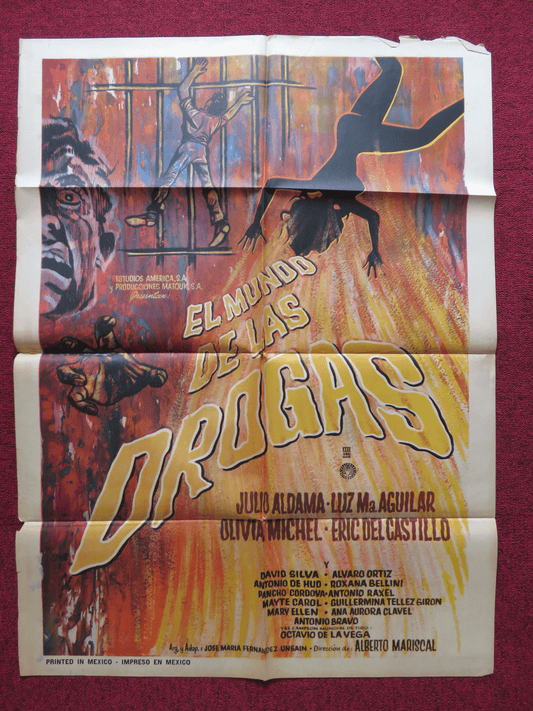 ESTUDIOS AMERICA, S.A.
PRODUCCIONES MATOUK, S.A.
Presentan:
EL MUNDO
DE LAS
DROGAS
JULIO ALDAMA · LUZ Ma. AGUILAR
OLIVIA MICHEL · ERIC DEL CASTILLO
Y
DAVID SILVA · ALVARO ORTIZ
ANTONIO DE HUD · ROXANA BELLINI
PANCHO CORDOVA · ANTONIO RAXEL
MAYTE CAROL · GUILLERMINA TELLEZ GIRON
MARY ELLEN · ANA AURORA CLAVEL
ANTONIO BRAVO
OCTAVIO DE LA VEGA
Arg. y Adap.: JOSE MARIA FERNANDEZ UNSAIN · Dirección de: ALBERTO MARISCAL
PRINTED IN MEXICO - IMPRESO EN MEXICO